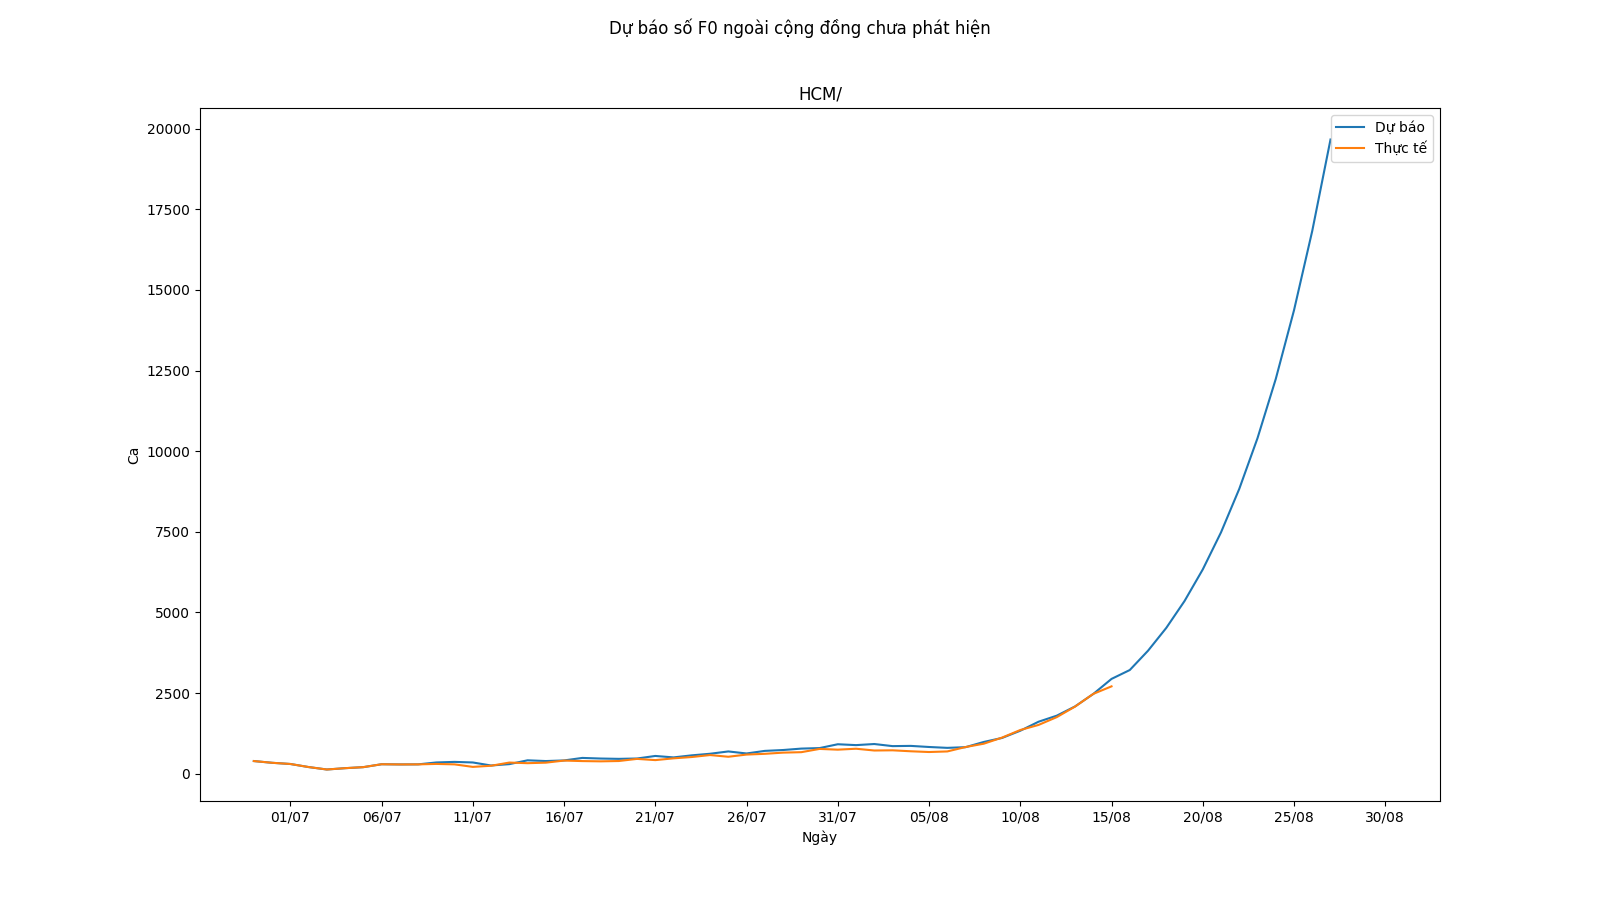 Dự báo số F0 ngoài cộng đồng chưa phát hiện
HCM/
Dự báo
Thực tế
Ca
20000
17500
15000
12500
10000
7500
5000
2500
0
01/07 06/07 11/07 16/07 21/07 26/07 31/07 05/08 10/08 15/08 20/08 25/08 30/08
Ngày